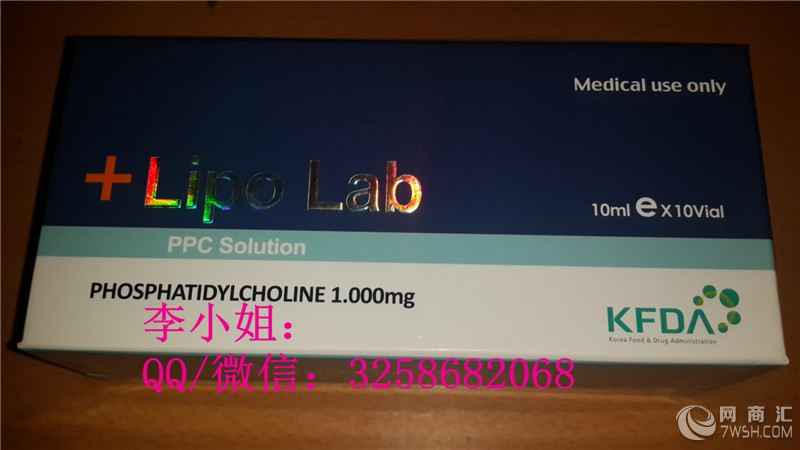 Medical use only
+ Lipo Lab
10ml e X10Vial
PPC Solution
PHOSPHATIDYLCHOLINE 1.000mg
KFDA
Korea Food & Drug Administration
李小姐:
QQ/微信: 3258682068
网商汇
7WSH.COM